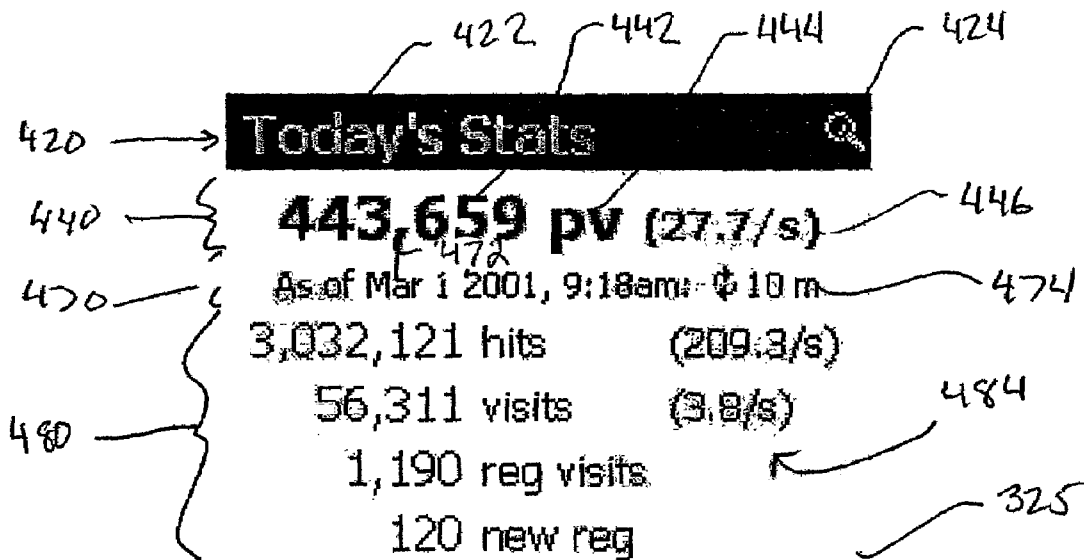 422 442 444 424
420 Today's Stats
440 443,659 pv (27.7/s) 446
472
470 As of Mar 1 2001, 9:18am: 10 m 474
3,032,121 hits (209.3/s)
480 56,311 visits (3.8/s) 484
1,190 reg visits
120 new reg 325